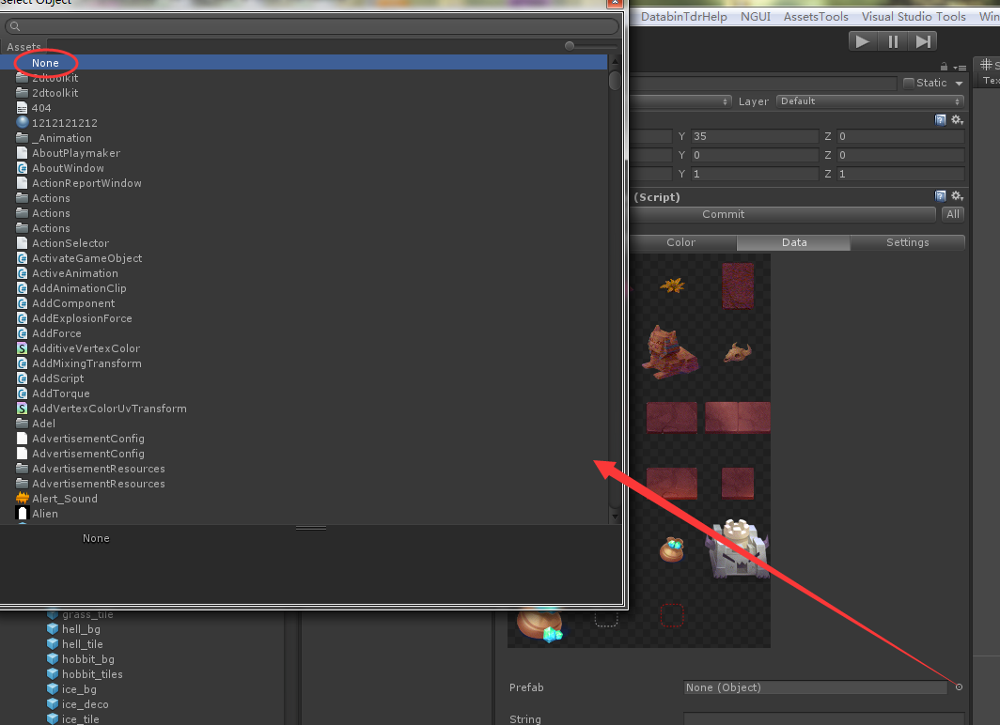 Select Object
Assets
None
2dtoolkit
2dtoolkit
404
1212121212
_Animation
AboutPlaymaker
AboutWindow
ActionReportWindow
Actions
Actions
Actions
ActionSelector
ActivateGameObject
ActiveAnimation
AddAnimationClip
AddComponent
AddExplosionForce
AddForce
AdditiveVertexColor
AddMixingTransform
AddScript
AddTorque
AddVertexColorUvTransform
Adel
AdvertisementConfig
AdvertisementConfig
AdvertisementResources
AdvertisementResources
Alert_Sound
Alien
None
grass_tile
hell_bg
hell_tile
hobbit_bg
hobbit_tiles
ice_bg
ice_deco
ice_tile
DatabinTdrHelp NGUI AssetsTools Visual Studio Tools Win
Static
Layer Default
Y 35 Z 0
Y 0 Z 0
Y 1 Z 1
(Script)
Commit All
Color Data Settings
Prefab None (Object)
String
S
Tex